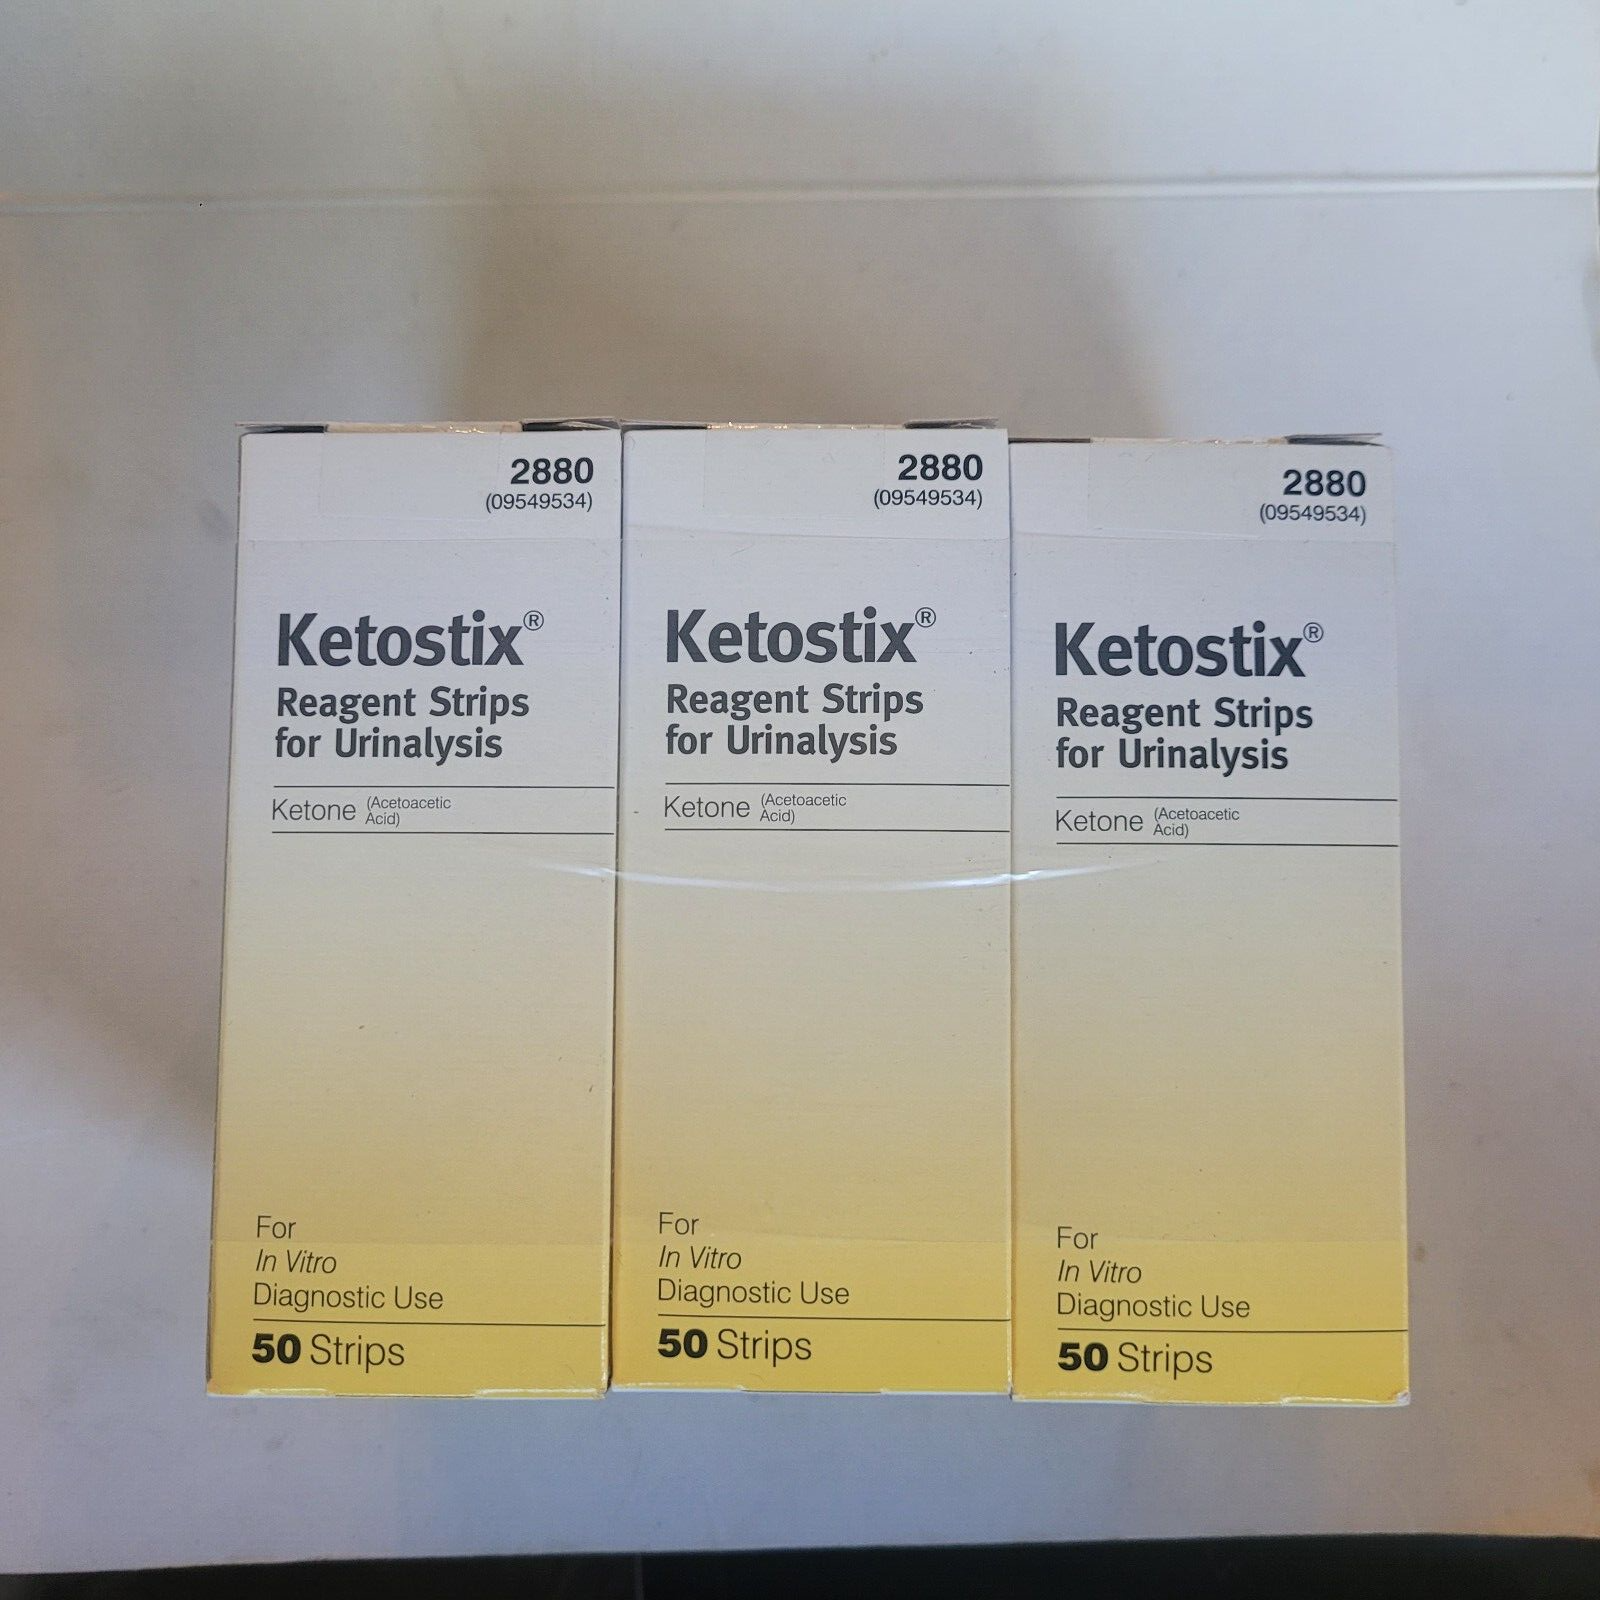 2880
(09549534)
Ketostix®
Reagent Strips
for Urinalysis
Ketone (Acetoacetic
Acid)
For
In Vitro
Diagnostic Use
50 Strips
2880
(09549534)
Ketostix®
Reagent Strips
for Urinalysis
Ketone (Acetoacetic
Acid)
For
In Vitro
Diagnostic Use
50 Strips
2880
(09549534)
Ketostix®
Reagent Strips
for Urinalysis
Ketone (Acetoacetic
Acid)
For
In Vitro
Diagnostic Use
50 Strips